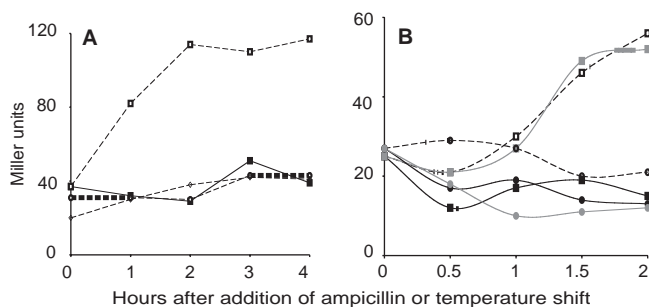 A
B
120
80
40
0
Miller units
0 1 2 3 4
60
40
20
0
0 0.5 1 1.5 2
Hours after addition of ampicillin or temperature shift